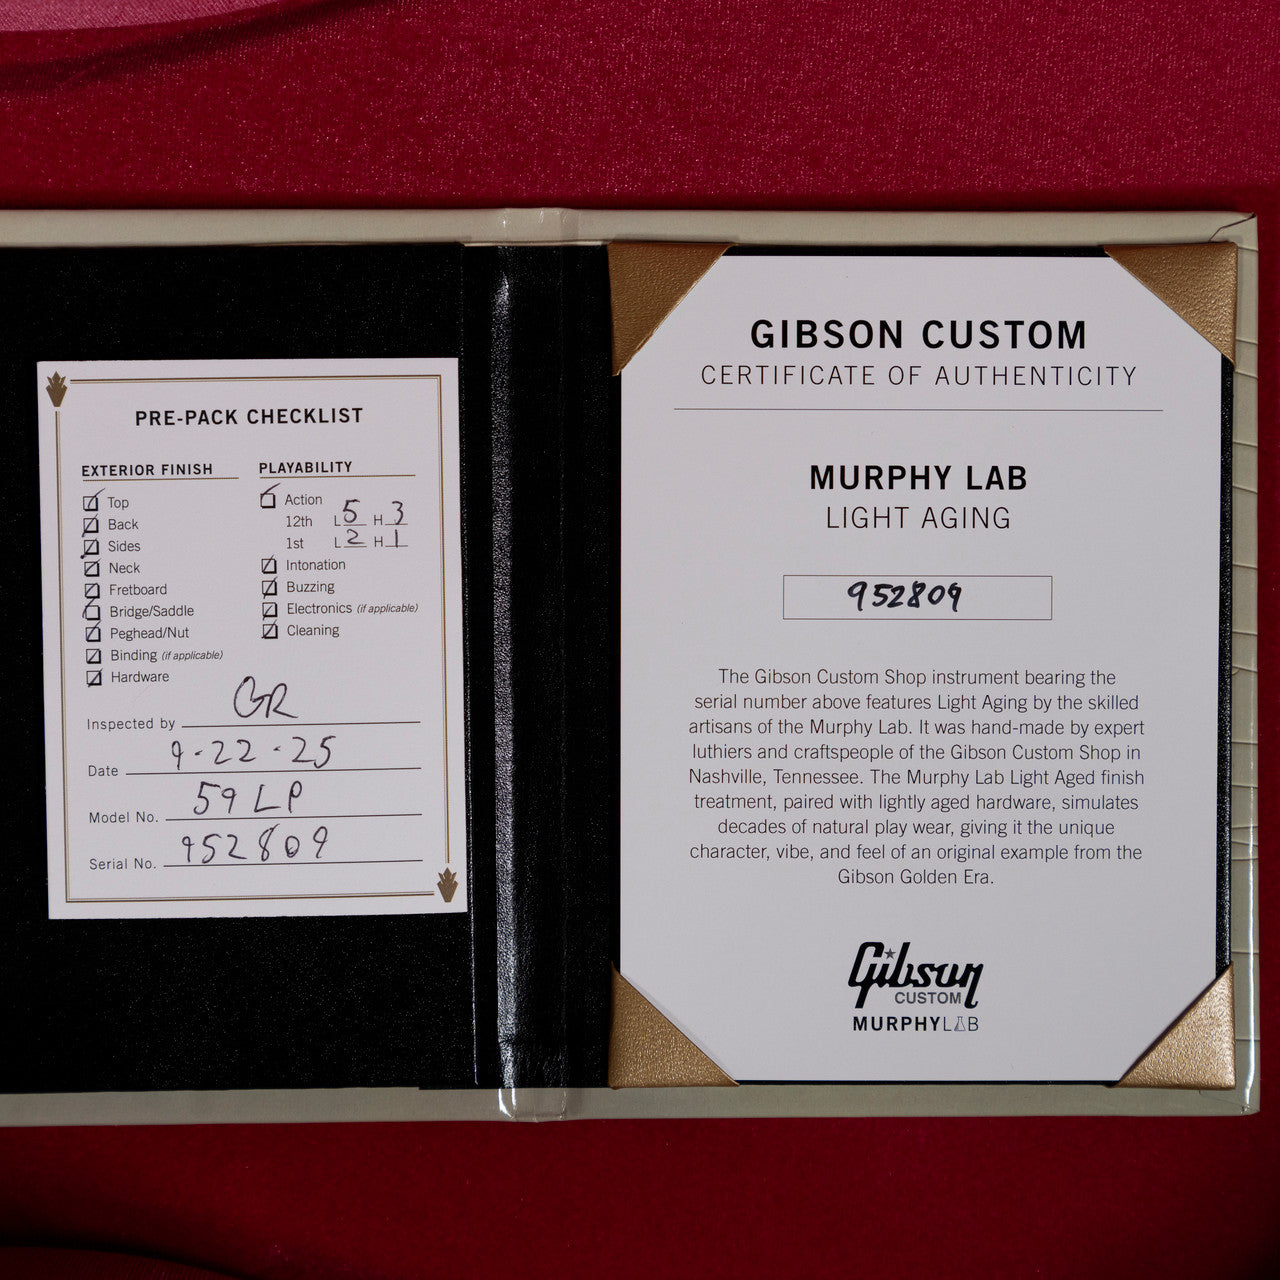 PRE-PACK CHECKLIST
EXTERIOR FINISH
Top
Back
Sides
Neck
Fretboard
Bridge/Saddle
Peghead/Nut
Binding (if applicable)
Hardware
PLAYABILITY
Action
12th L 5 H 3
1st L 2 H 1
Intonation
Buzzing
Electronics (if applicable)
Cleaning
Inspected by GR
Date 9-22-25
Model No. 59 LP
Serial No. 952809
GIBSON CUSTOM
CERTIFICATE OF AUTHENTICITY
MURPHY LAB
LIGHT AGING
952809
The Gibson Custom Shop instrument bearing the
serial number above features Light Aging by the skilled
artisans of the Murphy Lab. It was hand-made by expert
luthiers and craftspeople of the Gibson Custom Shop in
Nashville, Tennessee. The Murphy Lab Light Aged finish
treatment, paired with lightly aged hardware, simulates
decades of natural play wear, giving it the unique
character, vibe, and feel of an original example from the
Gibson Golden Era.
Gibson
CUSTOM
MURPHYLAB